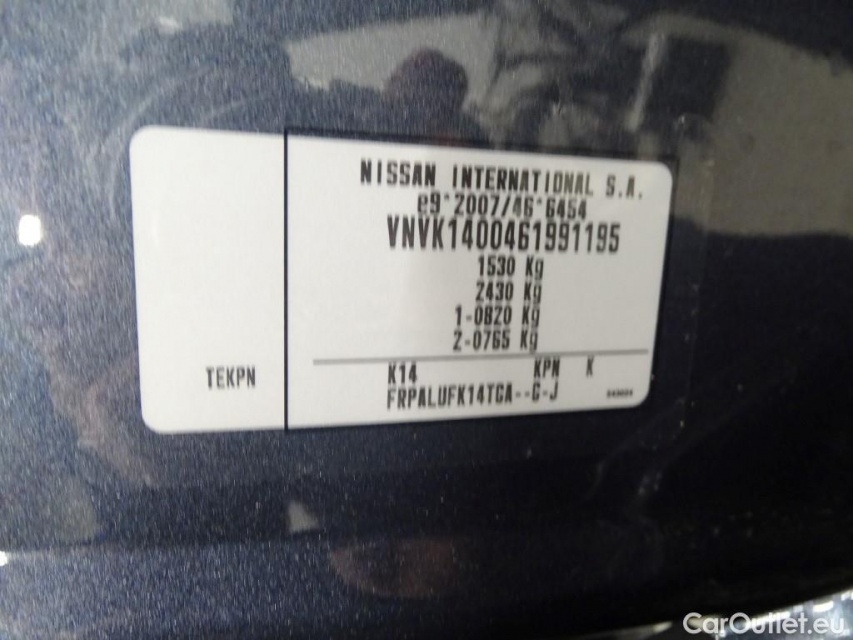 NISSAN INTERNATIONAL S.A.
e9*2007/46*6454
VNVK1400461991195
1530 Kg
2430 Kg
1-0820 Kg
2-0765 Kg
TEKPN
K14 KPN K
FRPALUFK14TGA--G-J
CarOutlet.eu